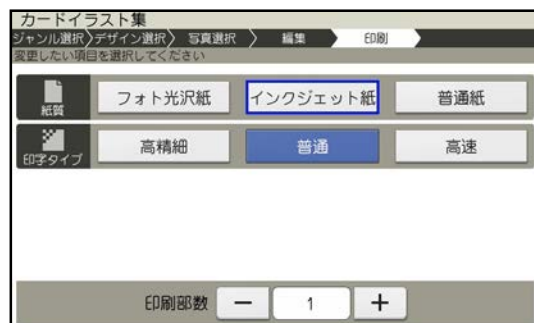 カードイラスト集
ジャンル選択〉デザイン選択〉 写真選択 〉 編集 印刷
変更したい項目を選択してください
紙質 フォト光沢紙 インクジェット紙 普通紙
印字タイプ 高精細 普通 高速
印刷部数 － 1 ＋